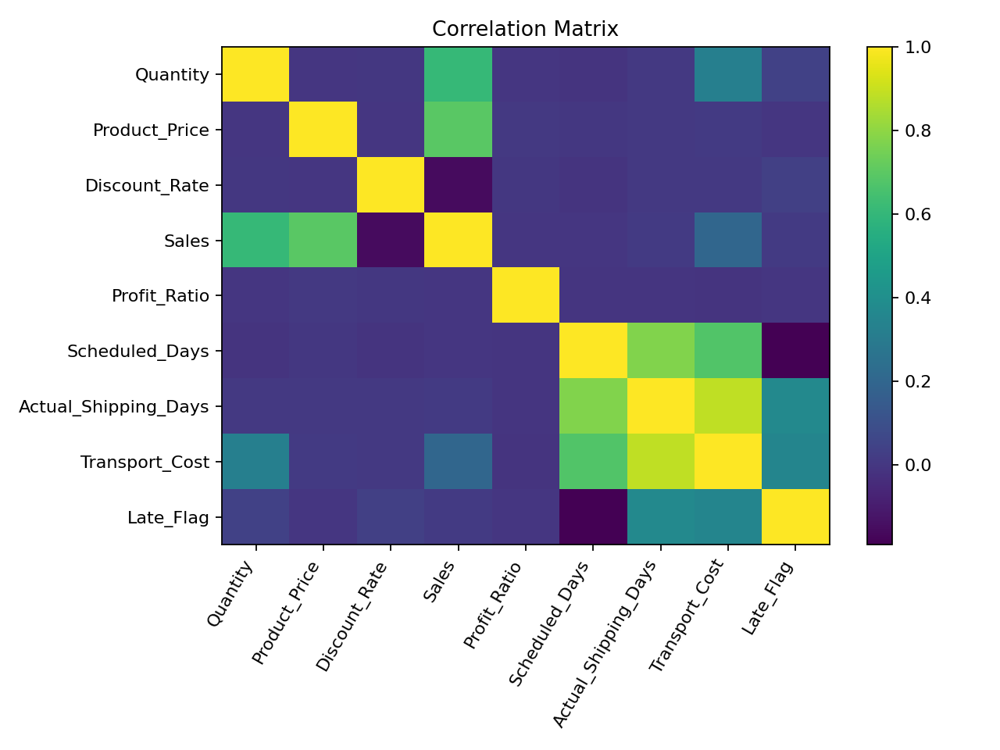 Correlation Matrix
Quantity
Product_Price
Discount_Rate
Sales
Profit_Ratio
Scheduled_Days
Actual_Shipping_Days
Transport_Cost
Late_Flag
Quantity
Product_Price
Discount_Rate
Sales
Profit_Ratio
Scheduled_Days
Actual_Shipping_Days
Transport_Cost
Late_Flag
1.0
0.8
0.6
0.4
0.2
0.0